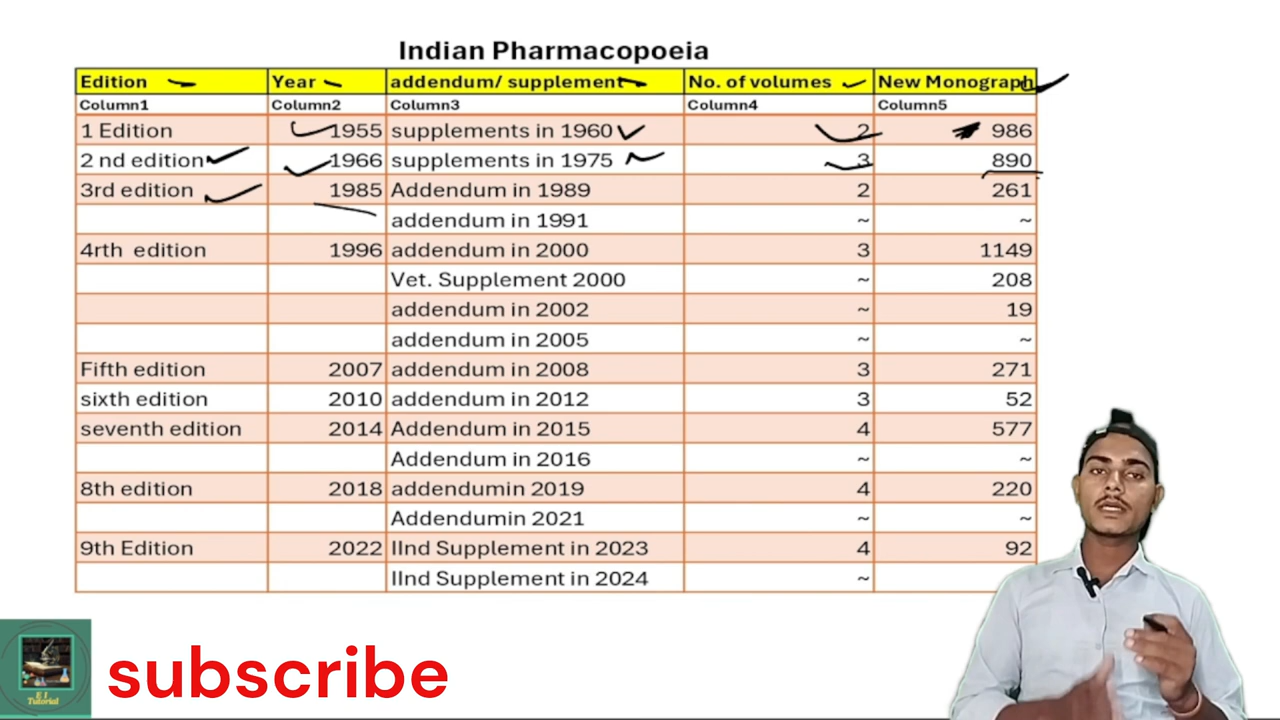 Indian Pharmacopoeia
Edition Year addendum/ supplement No. of volumes New Monograph
Column1 Column2 Column3 Column4 Column5
1 Edition 1955 supplements in 1960 2 986
2 nd edition 1966 supplements in 1975 3 890
3rd edition 1985 Addendum in 1989 2 261
addendum in 1991 ~ ~
4rth edition 1996 addendum in 2000 3 1149
Vet. Supplement 2000 ~ 208
addendum in 2002 ~ 19
addendum in 2005 ~ ~
Fifth edition 2007 addendum in 2008 3 271
sixth edition 2010 addendum in 2012 3 52
seventh edition 2014 Addendum in 2015 4 577
Addendum in 2016 ~ ~
8th edition 2018 addendumin 2019 4 220
Addendumin 2021 ~ ~
9th Edition 2022 IInd Supplement in 2023 4 92
IInd Supplement in 2024 ~
subscribe
E I
Tutorial